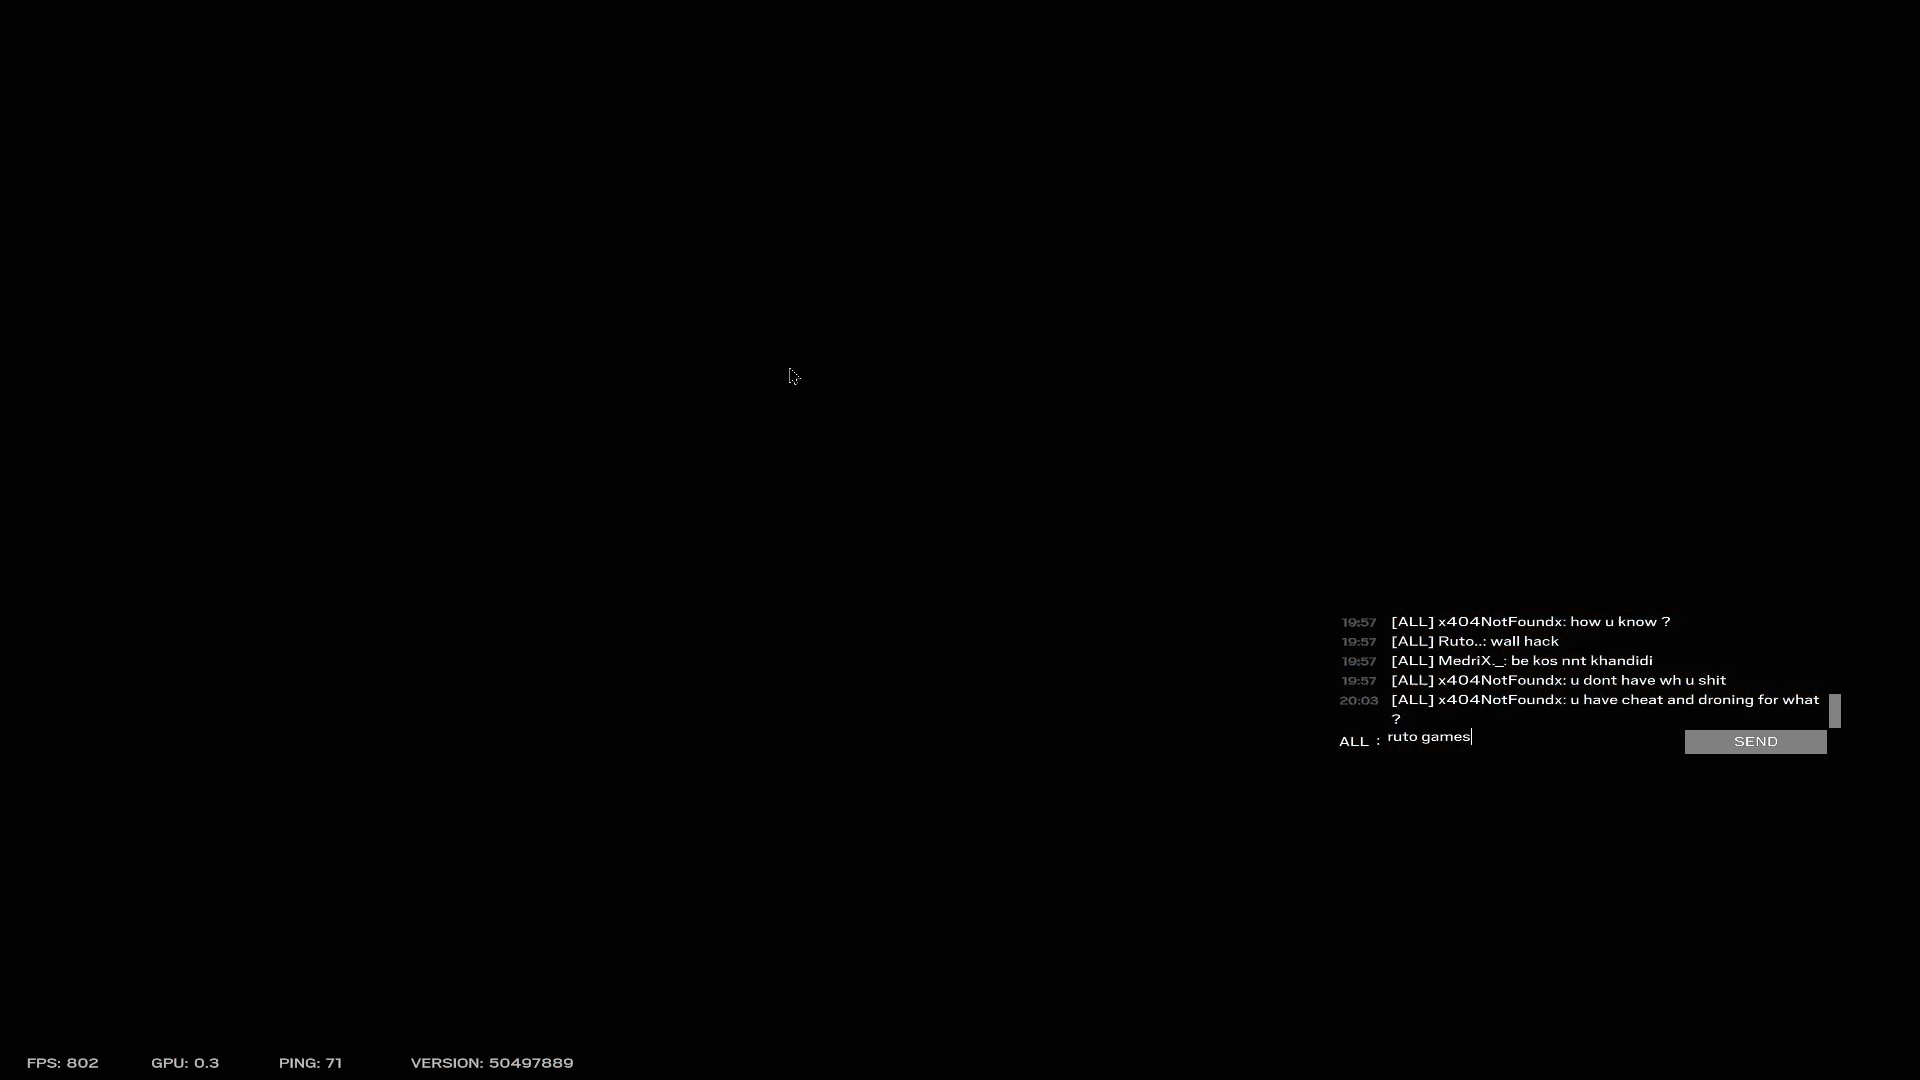 19:57 [ALL] x404NotFoundx: how u know ?
19:57 [ALL] Ruto..: wall hack
19:57 [ALL] MedriX._: be kos nnt khandidi
19:57 [ALL] x404NotFoundx: u dont have wh u shit
20:03 [ALL] x404NotFoundx: u have cheat and droning for what
?
ALL : ruto games
SEND
FPS: 802 GPU: 0.3 PING: 71 VERSION: 50497889